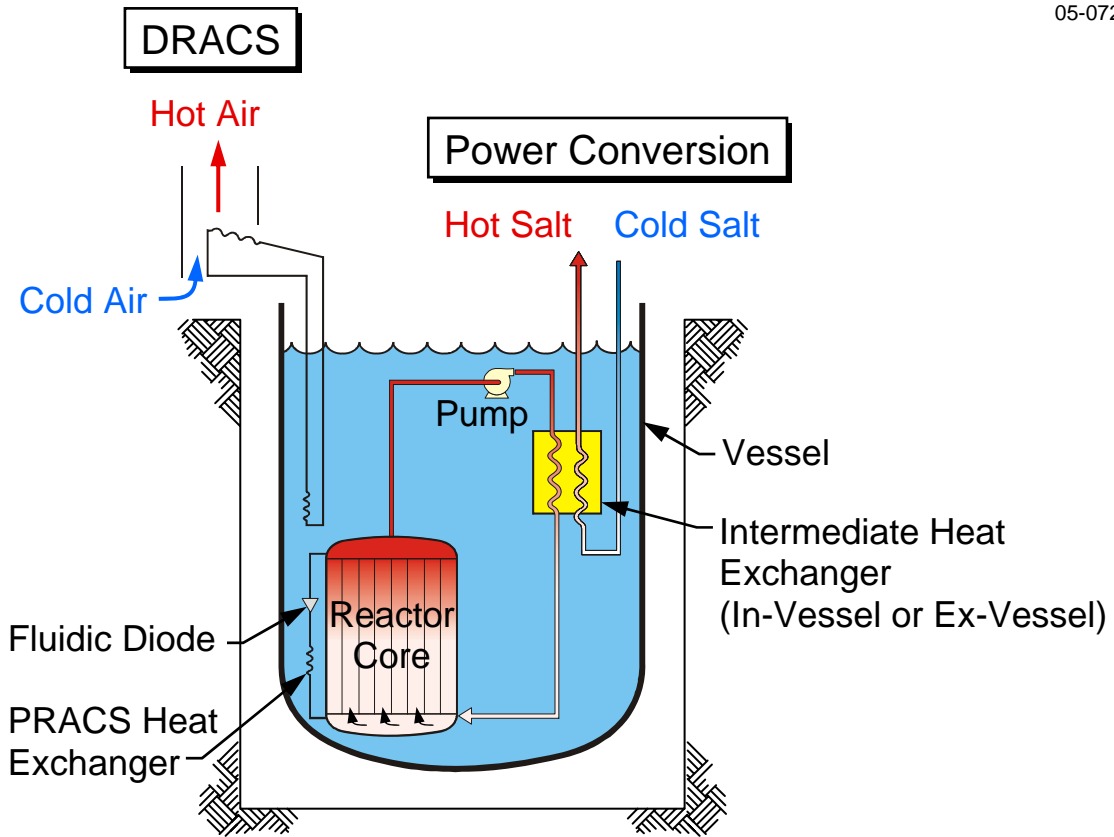 05-072
DRACS
Hot Air
Power Conversion
Hot Salt
Cold Salt
Cold Air
Pump
Vessel
Intermediate Heat
Exchanger
(In-Vessel or Ex-Vessel)
Reactor
Core
Fluidic Diode
PRACS Heat
Exchanger